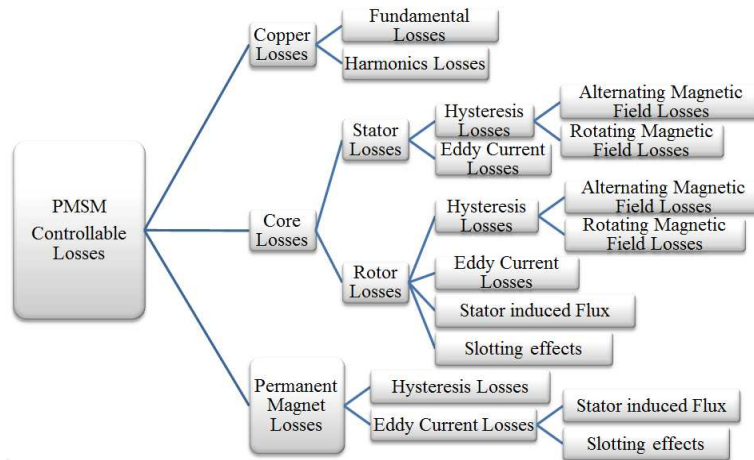 PMSM
Controllable
Losses
Copper
Losses
Fundamental
Losses
Harmonics Losses
Core
Losses
Stator
Losses
Hysteresis
Losses
Alternating Magnetic
Field Losses
Rotating Magnetic
Field Losses
Eddy Current
Losses
Rotor
Losses
Hysteresis
Losses
Alternating Magnetic
Field Losses
Rotating Magnetic
Field Losses
Eddy Current
Losses
Stator induced Flux
Slotting effects
Permanent
Magnet
Losses
Hysteresis Losses
Eddy Current Losses
Stator induced Flux
Slotting effects